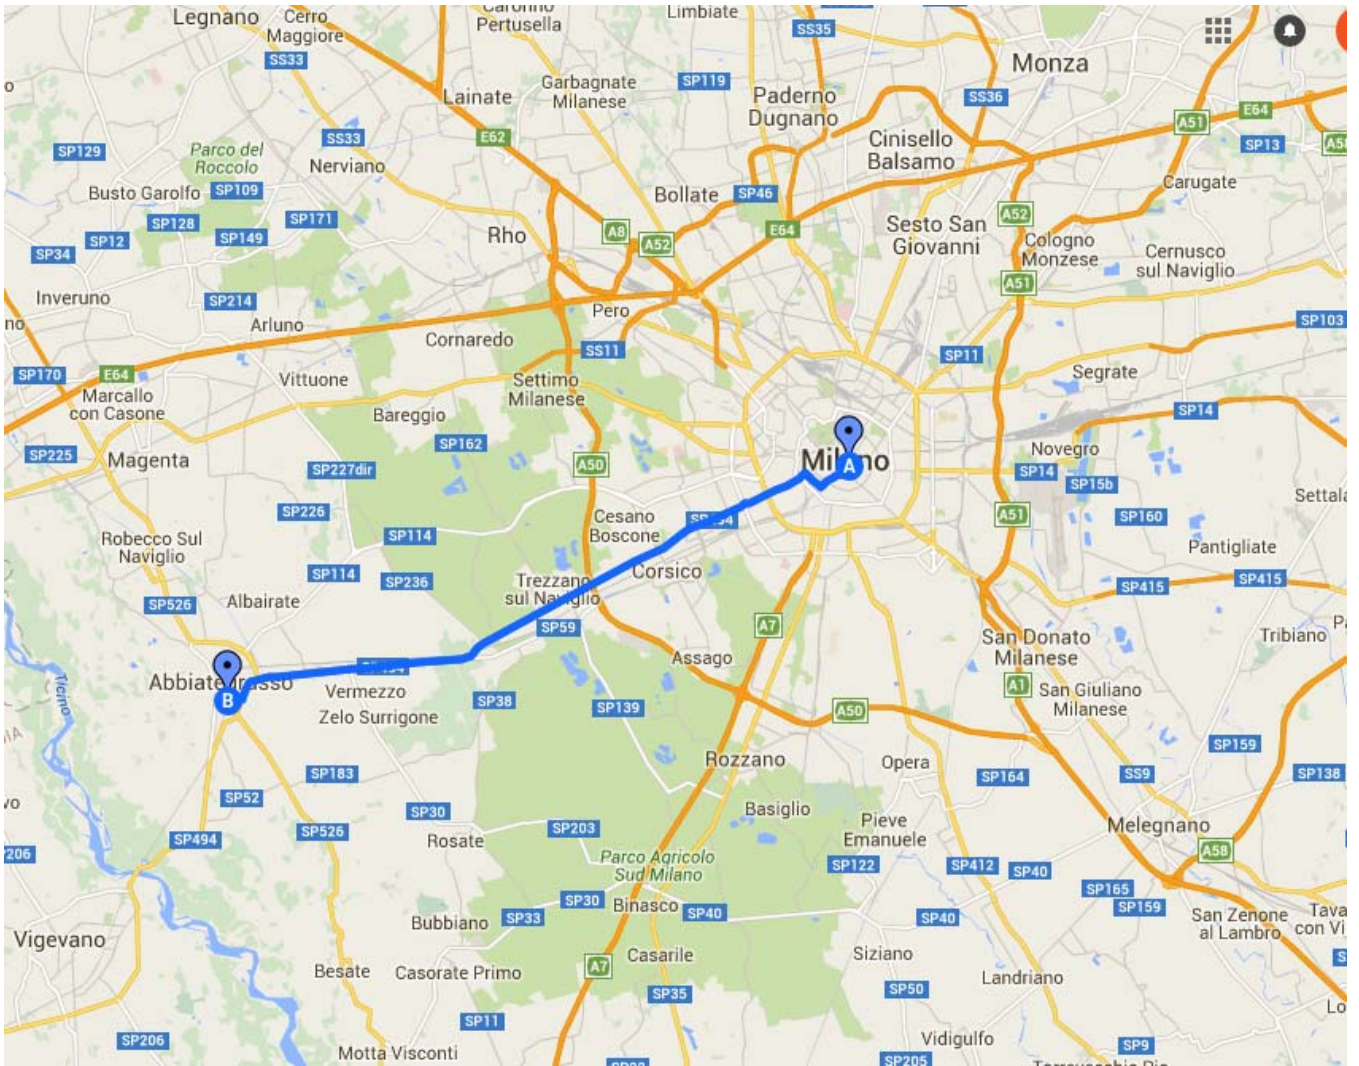 Legnano
Cerro
Maggiore
SS33
Caronno
Pertusella
Limbiate
SS35
Monza
SS36
Lainate
Garbagnate
Milanese
SP119
Paderno
Dugnano
Cinisello
Balsamo
A51
E64
SP13
E62
SP129
Parco del
Roccolo
SS33
Nerviano
Busto Garolfo
SP109
SP128
SP171
SP149
SP12
SP34
Bollate
SP46
Carugate
Rho
A8
A52
E64
Sesto San
Giovanni
A52
Cologno
Monzese
A51
Cernusco
sul Naviglio
Inveruno
SP214
Arluno
Pero
Cornaredo
SP103
SS11
SP11
SP170
E64
Vittuone
Settimo
Milanese
Segrate
Marcallo
con Casone
Bareggio
SP14
SP162
SP225
Magenta
SP227dir
A50
Milano
A
Novegro
SP14
SP15b
Settala
SP226
Cesano
Boscone
A51
SP160
Robecco Sul
Naviglio
SP114
Pantigliate
SP114
SP236
Trezzano
sul Naviglio
Corsico
SP415
SP415
SP526
Albairate
SP59
A7
San Donato
Milanese
Tribiano
Ticino
Abbiategrasso
B
Vermezzo
Zelo Surrigone
Assago
SP38
SP139
A50
A1
San Giuliano
Milanese
SP159
Rozzano
Opera
SP164
SS9
SP138
SP183
SP52
SP30
Basiglio
Pieve
Emanuele
SP526
SP494
Rosate
SP203
Melegnano
A58
SP206
Parco Agricolo
Sud Milano
SP122
SP412
SP40
SP165
SP159
SP30
Binasco
SP40
SP33
SP40
Bubbiano
San Zenone
al Lambro
Vigevano
Besate
Casorate Primo
A7
Casarile
Siziano
Landriano
SP35
SP50
SP11
SP206
Motta Visconti
Vidigulfo
SP9
SP205